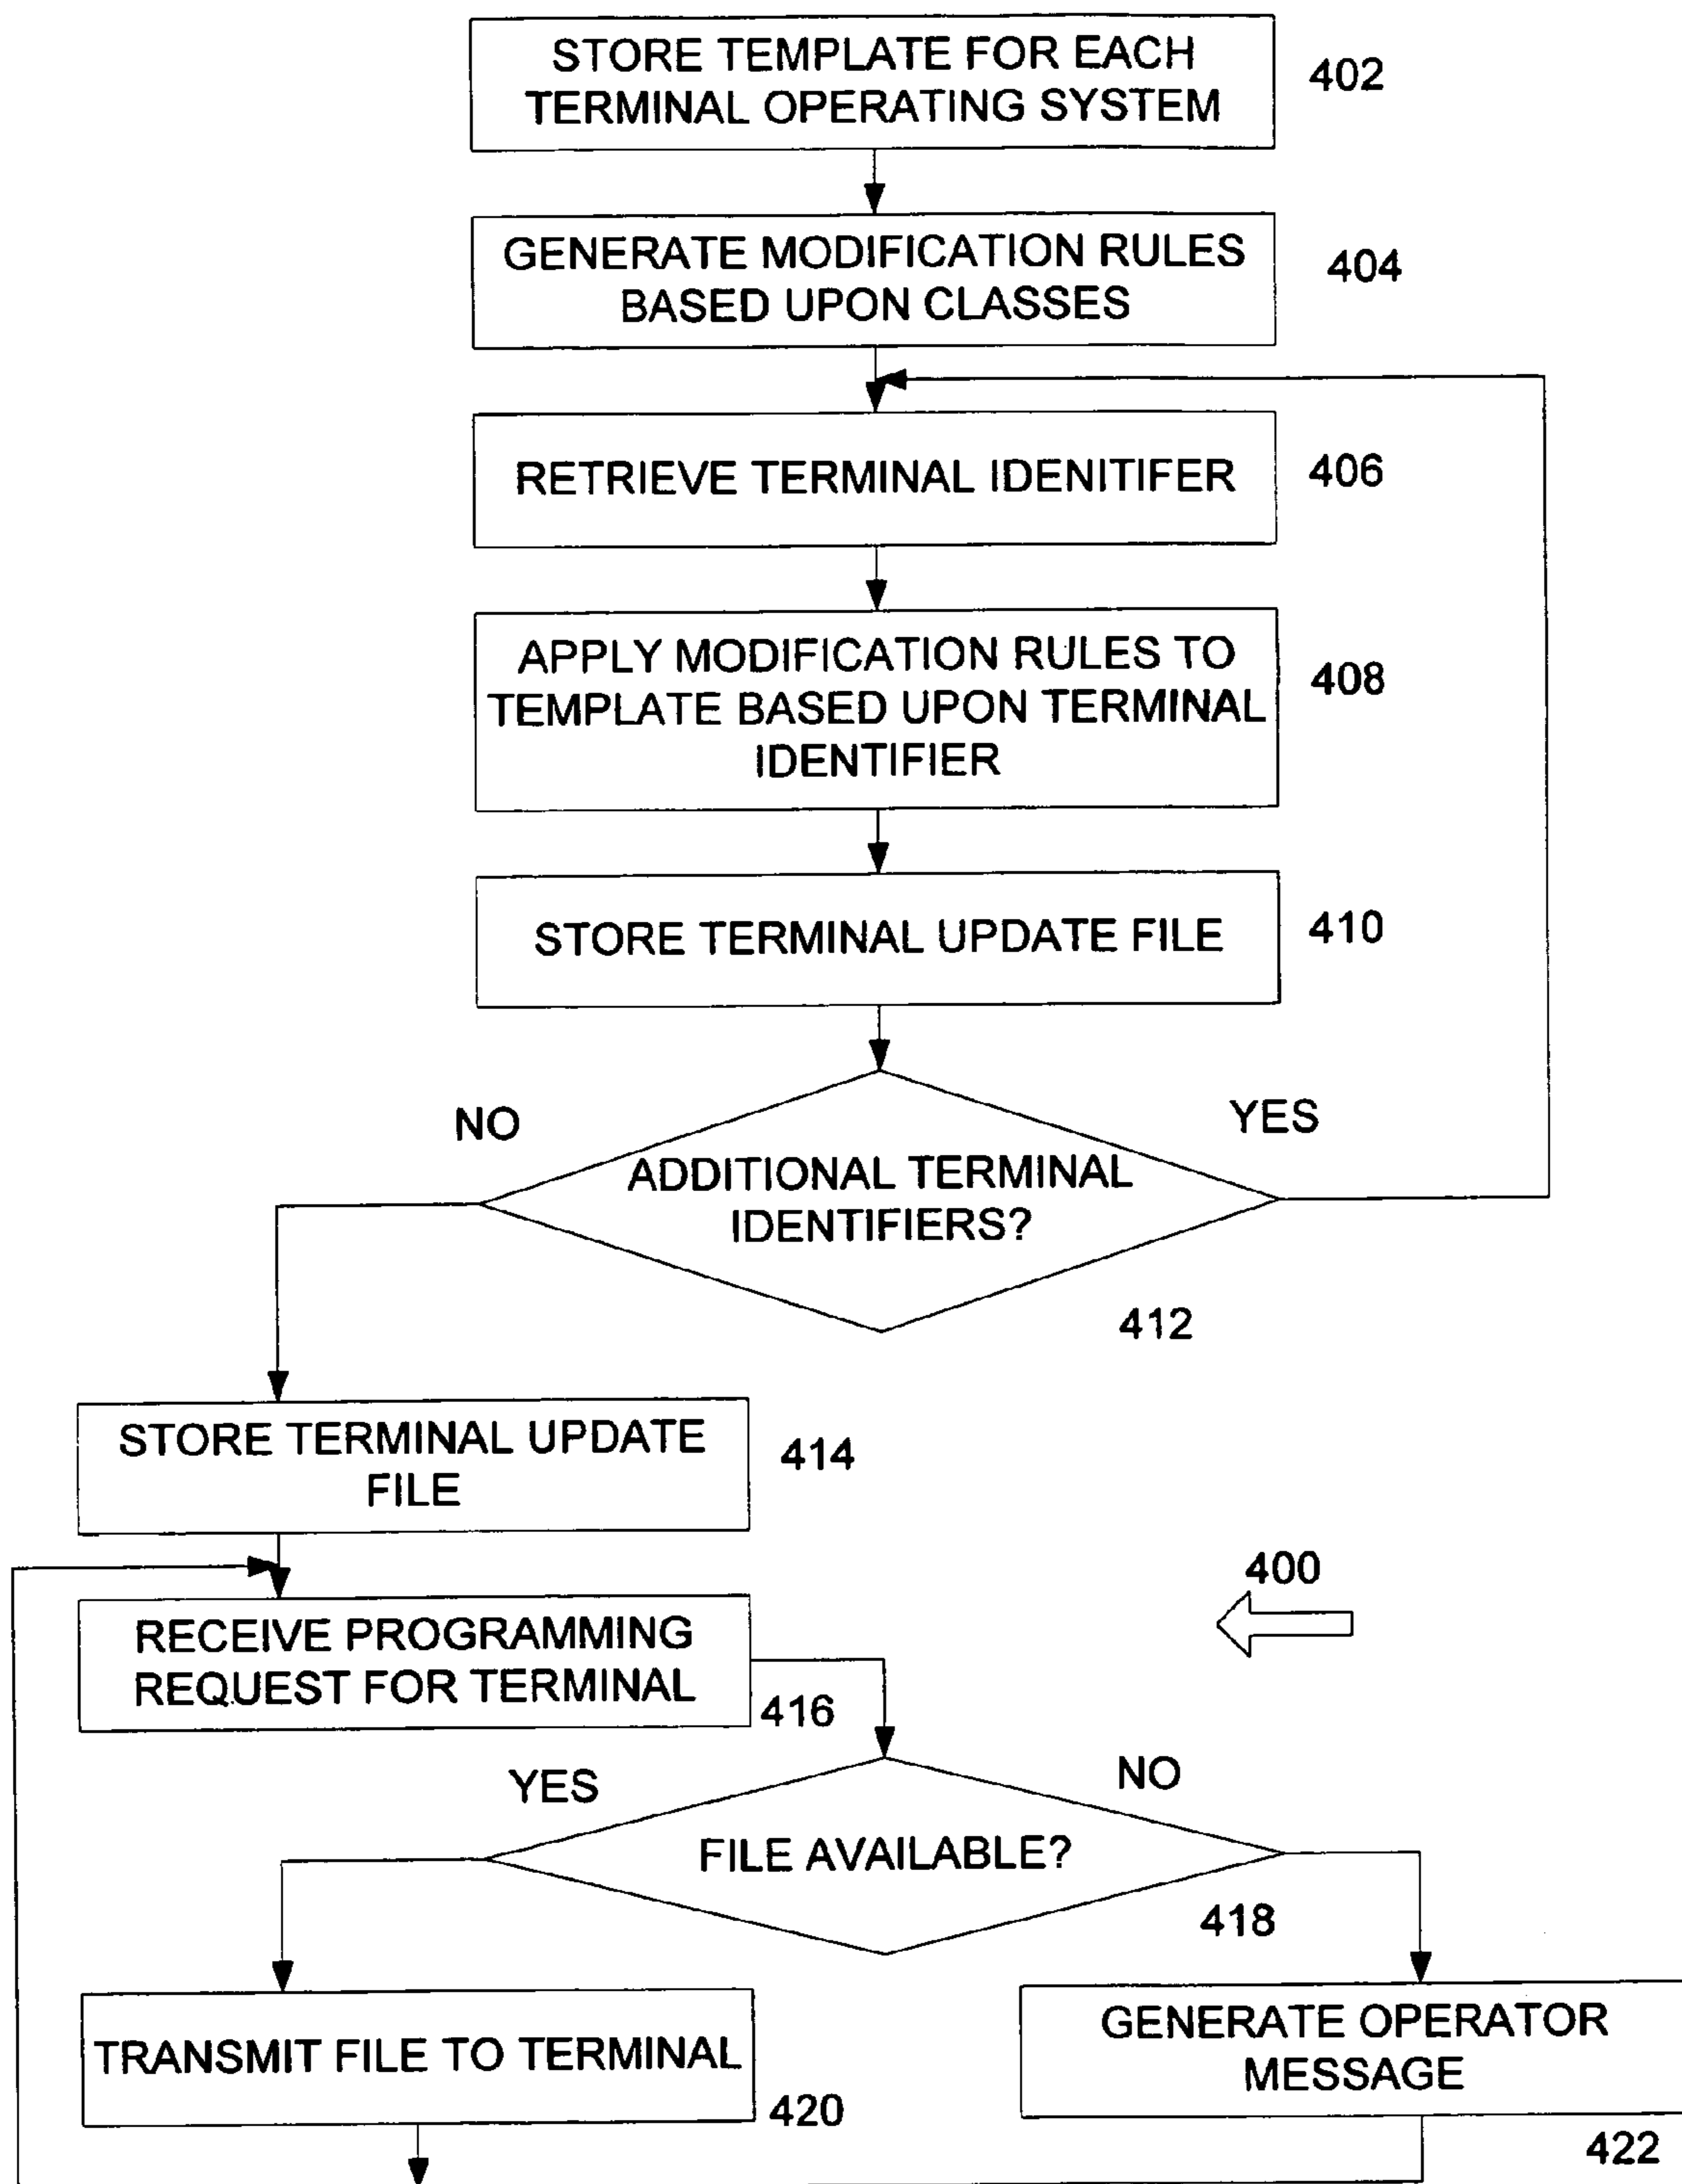 STORE TEMPLATE FOR EACH
TERMINAL OPERATING SYSTEM
402
GENERATE MODIFICATION RULES
BASED UPON CLASSES
404
RETRIEVE TERMINAL IDENITIFER
406
APPLY MODIFICATION RULES TO
TEMPLATE BASED UPON TERMINAL
IDENTIFIER
408
STORE TERMINAL UPDATE FILE
410
NO
YES
ADDITIONAL TERMINAL
IDENTIFIERS?
412
STORE TERMINAL UPDATE
FILE
414
400
RECEIVE PROGRAMMING
REQUEST FOR TERMINAL
416
YES
NO
FILE AVAILABLE?
418
TRANSMIT FILE TO TERMINAL
420
GENERATE OPERATOR
MESSAGE
422